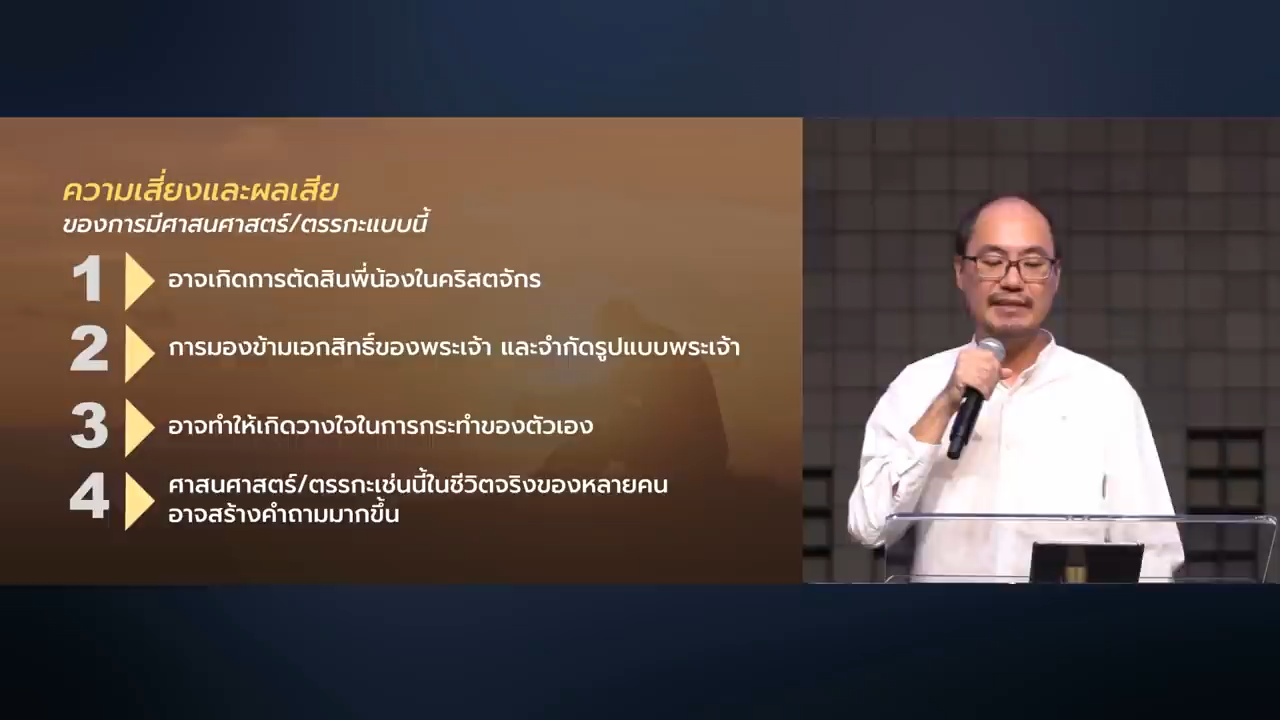 ความเสี่ยงและผลเสีย
ของการมีศาสนศาสตร์/ตรรกะแบบนี้
1 อาจเกิดการตัดสินพี่น้องในคริสตจักร
2 การมองข้ามเอกสิทธิ์ของพระเจ้า และจำกัดรูปแบบพระเจ้า
3 อาจทำให้เกิดวางใจในการกระทำของตัวเอง
4 ศาสนศาสตร์/ตรรกะเช่นนี้ในชีวิตจริงของหลายคน
อาจสร้างคำถามมากขึ้น